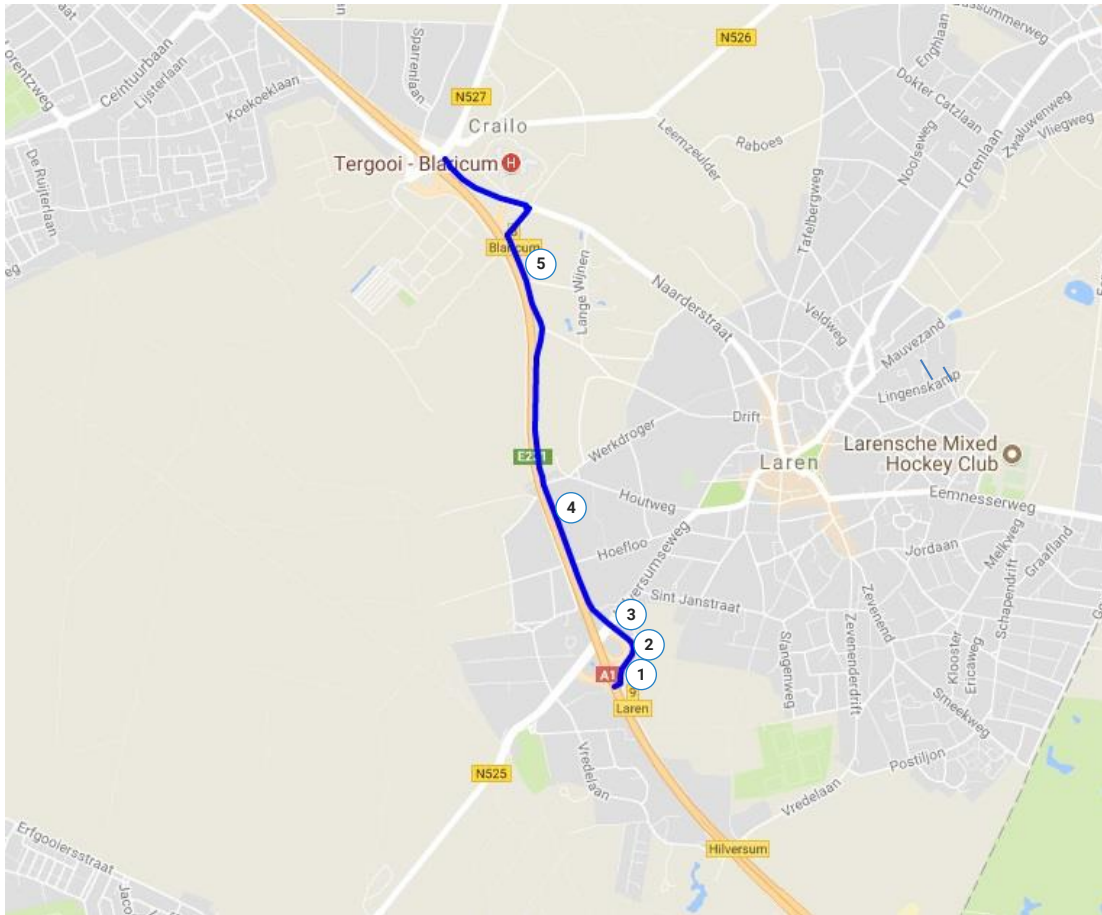 Bussummerweg
N526
Enghlaan
Lorentzweg
Ceintuurbaan
Lijsterlaan
Sparrenlaan
Koekoeklaan
N527
Crailo
Dokter Catzlaan
Zwaluwenweg
Vliegweg
Noolseweg
Torenlaan
Leemzeulder
Raboes
De Ruijterlaan
Tergooi - Blaricum
H
Tafelbergweg
Blaricum
5
eg
Lange Wijnen
Naarderstraat
Veldweg
Mauvezand
Lingenskamp
Drift
Werkdroger
Laren
Larensche Mixed
Hockey Club
E231
4
Houtweg
Eemnesserweg
Hoefloo
Hilversumseweg
Jordaan
Melkweg
Graafland
Sint Janstraat
3
2
1
A1
9
Laren
Zevenend
Zevenenderdrift
Slangenweg
Klooster
Ericaweg
Schapendrift
Smeekweg
Postiljon
N525
Vredelaan
Vredelaan
Hilversum
Erfgooiersstraat